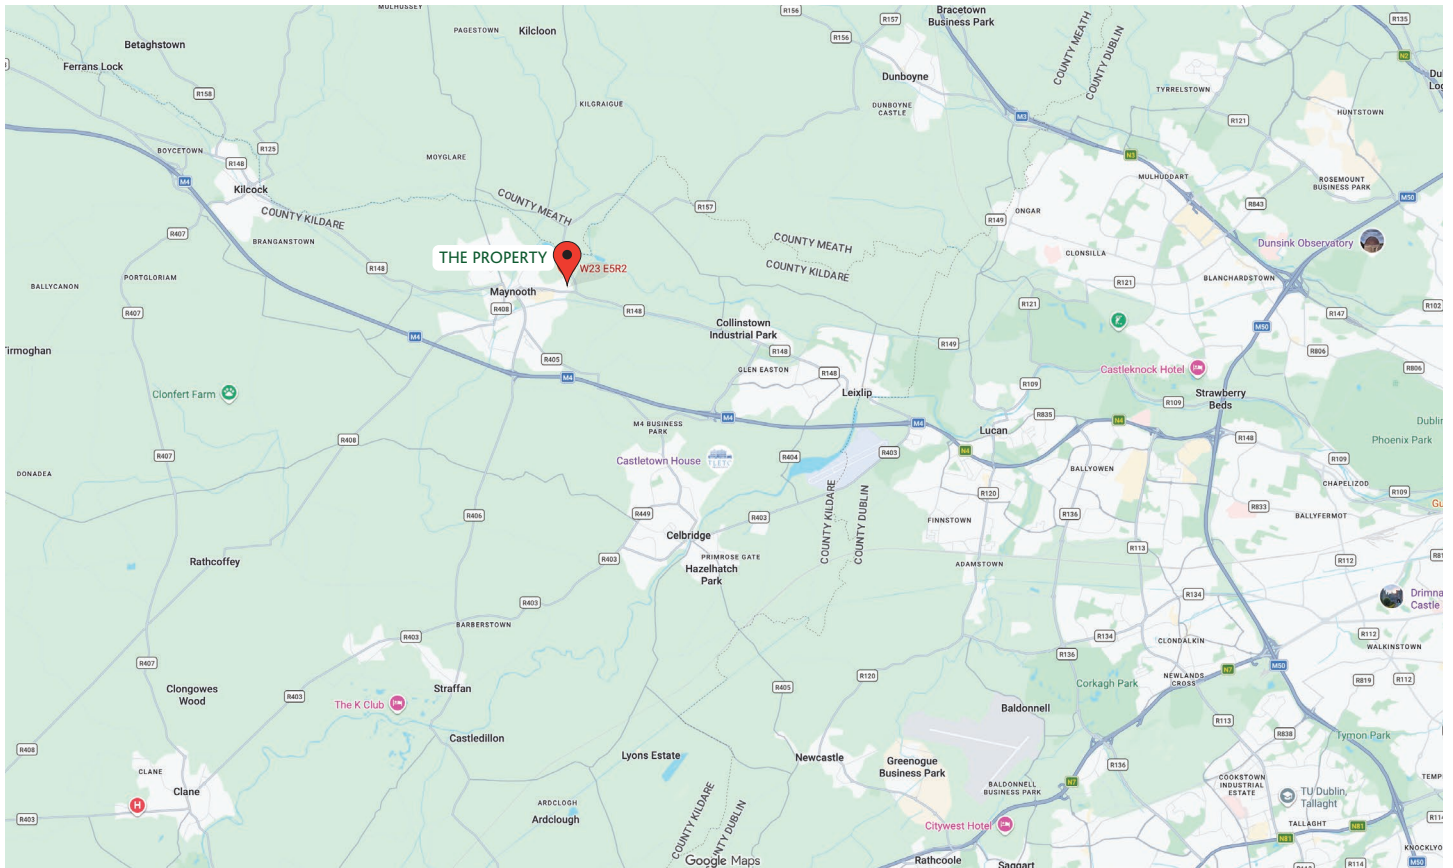 MULHUSSEY
R156
Bracetown
Business Park
R135
PAGESTOWN
Kilcloon
R157
Betaghstown
R156
N2
COUNTY MEATH
COUNTY DUBLIN
Ferrans Lock
Dunboyne
R158
TYRRELSTOWN
KILGRAIGUE
DUNBOYNE
CASTLE
HUNTSTOWN
M3
R121
BOYCETOWN
R148
R125
MOYGLARE
N3
MULHUDDART
M4
Kilcock
ROSEMOUNT
BUSINESS PARK
M50
COUNTY MEATH
R157
R843
COUNTY KILDARE
ONGAR
R149
R407
BRANGANSTOWN
COUNTY MEATH
Dunsink Observatory
THE PROPERTY
CLONSILLA
W23 E5R2
R148
COUNTY KILDARE
PORTGLORIAM
BLANCHARDSTOWN
R121
BALLYCANON
Maynooth
R121
R102
R407
R408
R148
Collinstown
Industrial Park
R147
M50
M4
R149
R148
R806
R405
GLEN EASTON
R148
Castleknock Hotel
R806
M4
R109
Clonfert Farm
Leixlip
Strawberry
Beds
R109
M4
R835
M4
N4
M4 BUSINESS
PARK
Lucan
R148
Phoenix Park
R408
N4
R407
Castletown House
R404
R403
BALLYOWEN
R109
DONADEA
CHAPELIZOD
R120
R109
R449
R406
R403
FINNSTOWN
R136
R833
BALLYFERMOT
COUNTY KILDARE
COUNTY DUBLIN
Celbridge
R113
Rathcoffey
R403
PRIMROSE GATE
Hazelhatch
Park
ADAMSTOWN
R134
R403
BARBERSTOWN
R403
R134
CLONDALKIN
R112
WALKINSTOWN
R407
R136
N7
M50
Clongowes
Wood
R403
Straffan
R405
R120
Corkagh Park
NEWLANDS
CROSS
R819
R112
The K Club
Baldonnell
R113
R838
Tymon Park
Castledillon
R408
Lyons Estate
Newcastle
Greenogue
Business Park
R136
CLANE
N7
COOKSTOWN
INDUSTRIAL
ESTATE
Clane
BALDONNELL
BUSINESS PARK
TU Dublin,
Tallaght
H
ARDCLOGH
Ardclough
R403
COUNTY KILDARE
COUNTY DUBLIN
Citywest Hotel
TALLAGHT
N81
N81
Google Maps
Rathcoole
Saggart
R114
M50